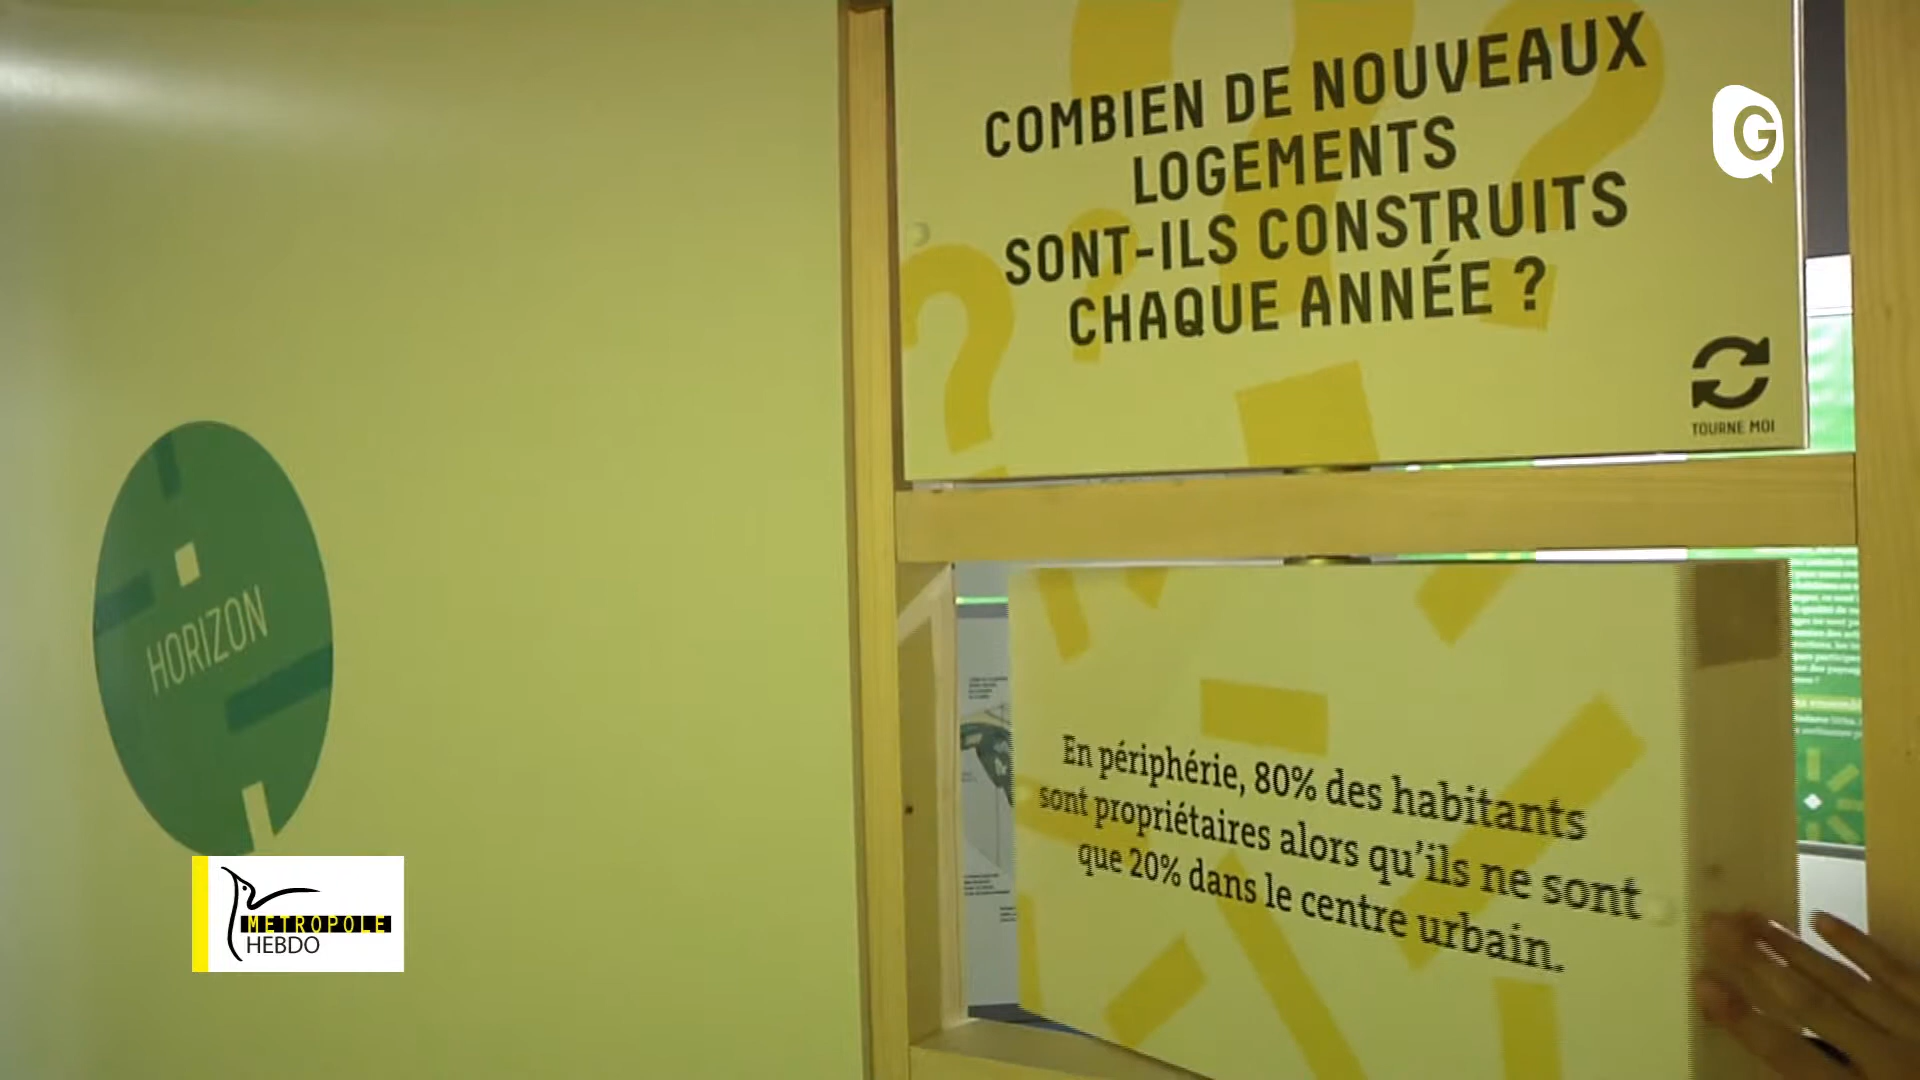 COMBIEN DE NOUVEAUX
LOGEMENTS
SONT-ILS CONSTRUITS
CHAQUE ANNÉE ?
TOURNE MOI
G
HORIZON
En périphérie, 80% des habitants
sont propriétaires alors qu'ils ne sont
que 20% dans le centre urbain.
METROPOLE
HEBDO